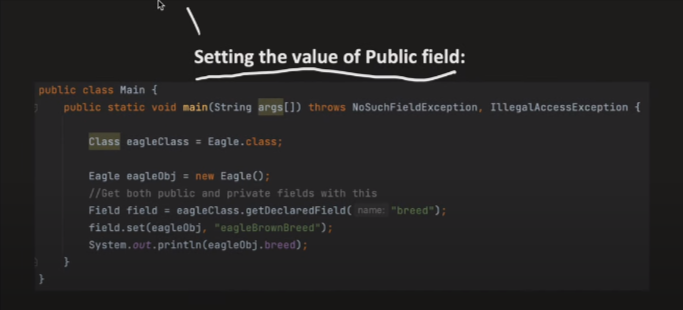 Setting the value of Public field:
public class Main {
public static void main(String args[]) throws NoSuchFieldException, IllegalAccessException {
Class eagleClass = Eagle.class;
Eagle eagleObj = new Eagle();
//Get both public and private fields with this
Field field = eagleClass.getDeclaredField( name: "breed");
field.set(eagleObj, "eagleBrownBreed");
System.out.println(eagleObj.breed);
}
}